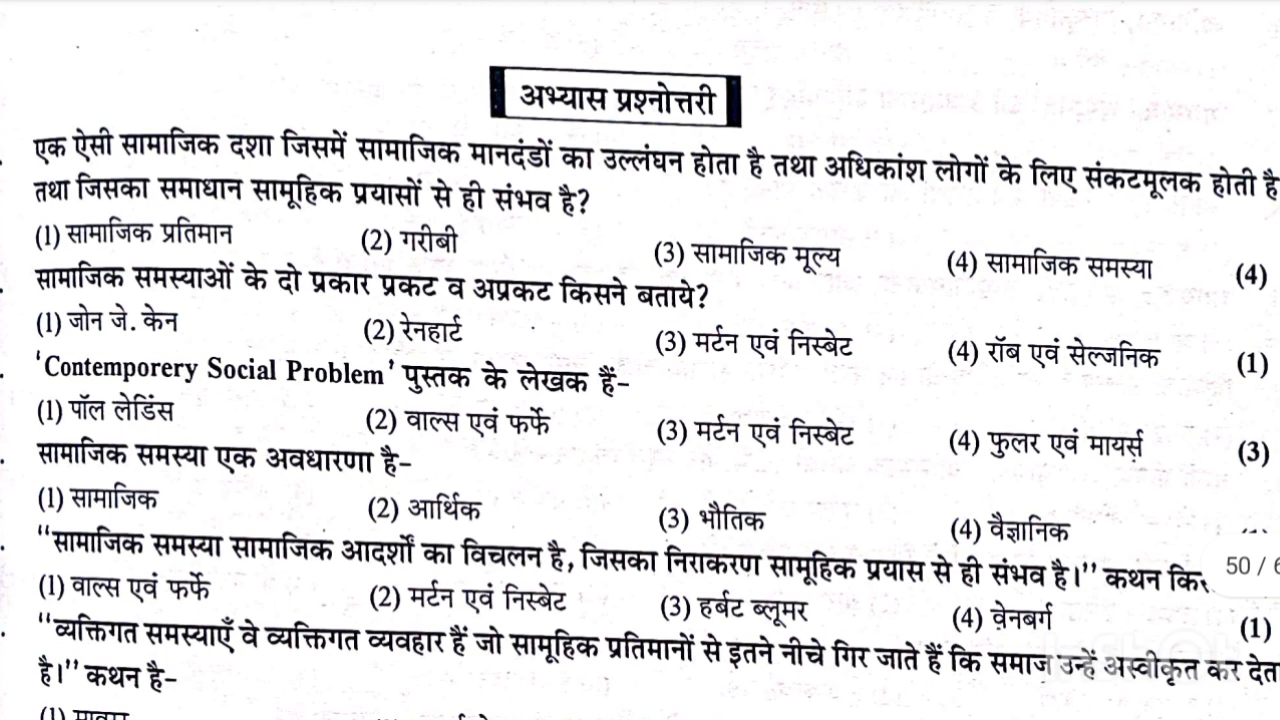 अभ्यास प्रश्नोत्तरी
एक ऐसी सामाजिक दशा जिसमें सामाजिक मानदंडों का उल्लंघन होता है तथा अधिकांश लोगों के लिए संकटमूलक होती है
तथा जिसका समाधान सामूहिक प्रयासों से ही संभव है?
(1) सामाजिक प्रतिमान (2) गरीबी (3) सामाजिक मूल्य (4) सामाजिक समस्या (4)
सामाजिक समस्याओं के दो प्रकार प्रकट व अप्रकट किसने बताये?
(1) जोन जे. केन (2) रेनहार्ट (3) मर्टन एवं निस्बेट (4) रॉब एवं सेल्जनिक (1)
'Contemporery Social Problem' पुस्तक के लेखक हैं–
(1) पॉल लेडिंस (2) वाल्स एवं फर्फे (3) मर्टन एवं निस्बेट (4) फुलर एवं मायर्स (3)
सामाजिक समस्या एक अवधारणा है–
(1) सामाजिक (2) आर्थिक (3) भौतिक (4) वैज्ञानिक
“सामाजिक समस्या सामाजिक आदर्शों का विचलन है, जिसका निराकरण सामूहिक प्रयास से ही संभव है।” कथन
50 / 6
(1) वाल्स एवं फर्फे (2) मर्टन एवं निस्बेट (3) हर्बट ब्लूमर (4) वेनबर्ग (1)
“व्यक्तिगत समस्याएँ वे व्यक्तिगत व्यवहार हैं जो सामूहिक प्रतिमानों से इतने नीचे गिर जाते हैं कि समाज उन्हें अस्वीकृत कर देता
है।” कथन है–
(1)